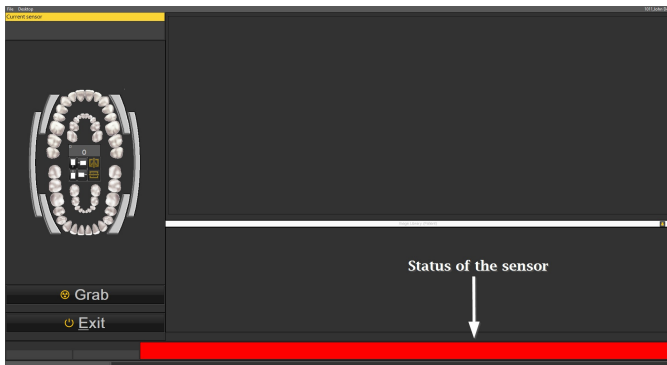 File Desktop
Current sensor
0
Status of the sensor
Grab
Exit